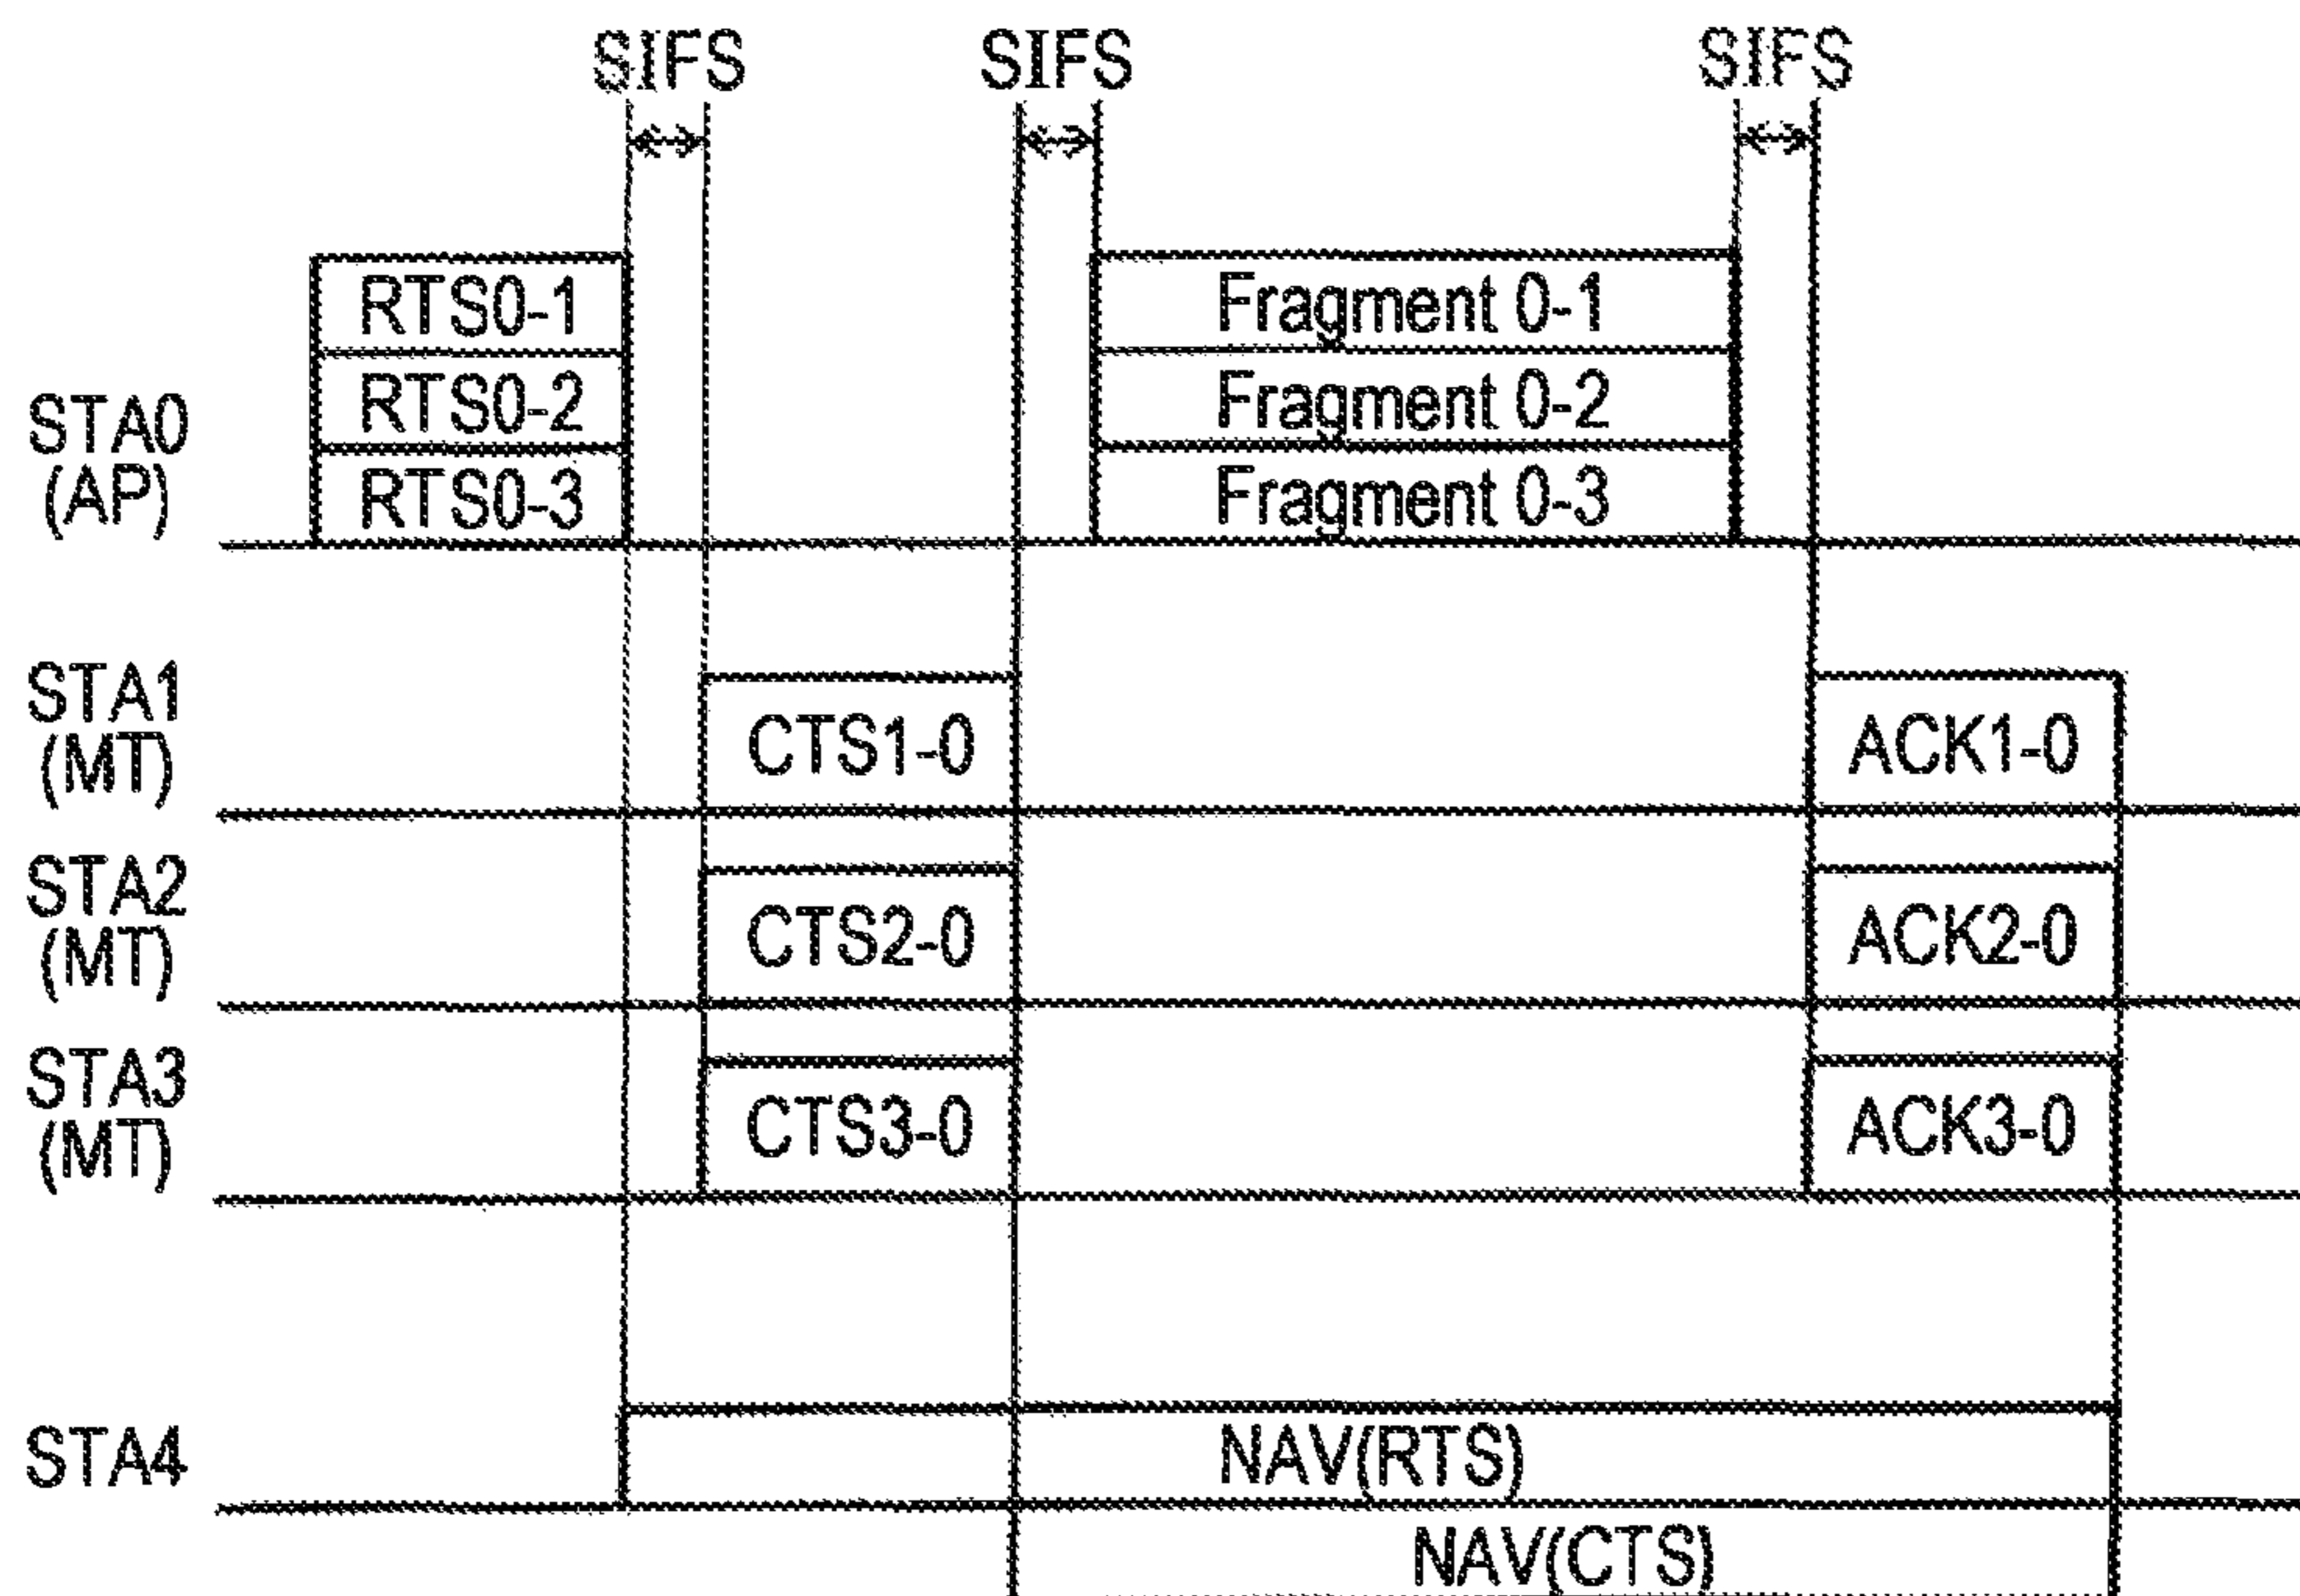 SIFS SIFS SIFS
RTS0-1 Fragment 0-1
RTS0-2 Fragment 0-2
RTS0-3 Fragment 0-3
STA0
(AP)
STA1
(MT)
CTS1-0 ACK1-0
STA2
(MT)
CTS2-0 ACK2-0
STA3
(MT)
CTS3-0 ACK3-0
STA4
NAV(RTS)
NAV(CTS)